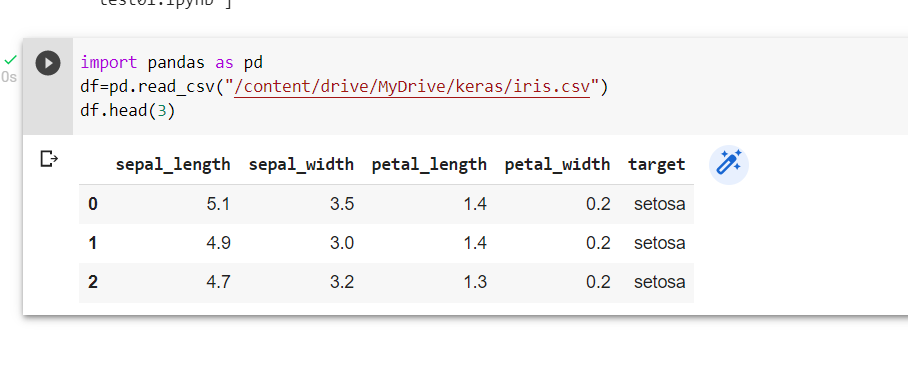 test01.ipynb ]
0s
import pandas as pd
df=pd.read_csv("/content/drive/MyDrive/keras/iris.csv")
df.head(3)
sepal_length sepal_width petal_length petal_width target
0 5.1 3.5 1.4 0.2 setosa
1 4.9 3.0 1.4 0.2 setosa
2 4.7 3.2 1.3 0.2 setosa